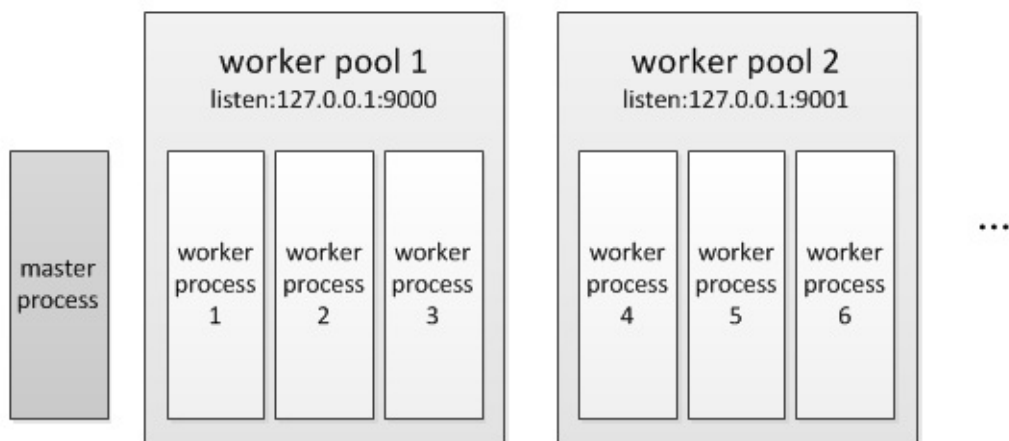 worker pool 1
listen:127.0.0.1:9000
worker pool 2
listen:127.0.0.1:9001
master
process
worker
process
1
worker
process
2
worker
process
3
worker
process
4
worker
process
5
worker
process
6
...